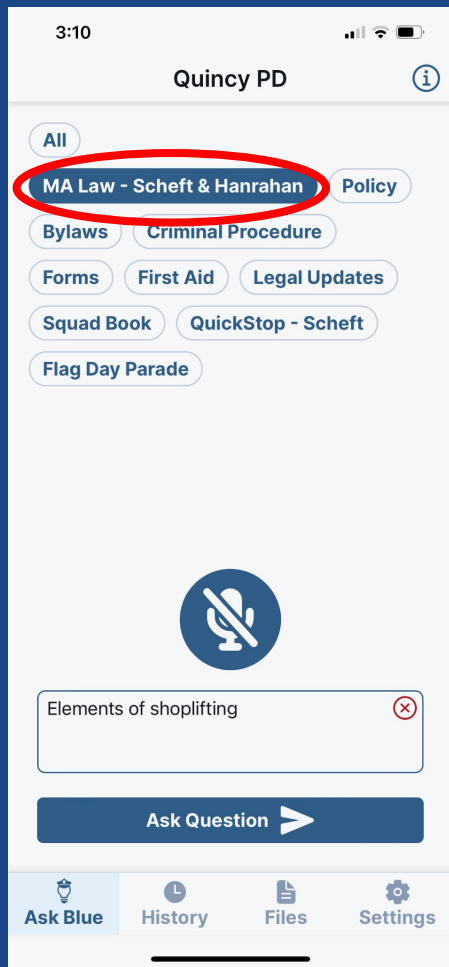 3:10
Quincy PD
All
MA Law - Scheft & Hanrahan Policy
Bylaws Criminal Procedure
Forms First Aid Legal Updates
Squad Book QuickStop - Scheft
Flag Day Parade
Elements of shoplifting
Ask Question
Ask Blue History Files Settings